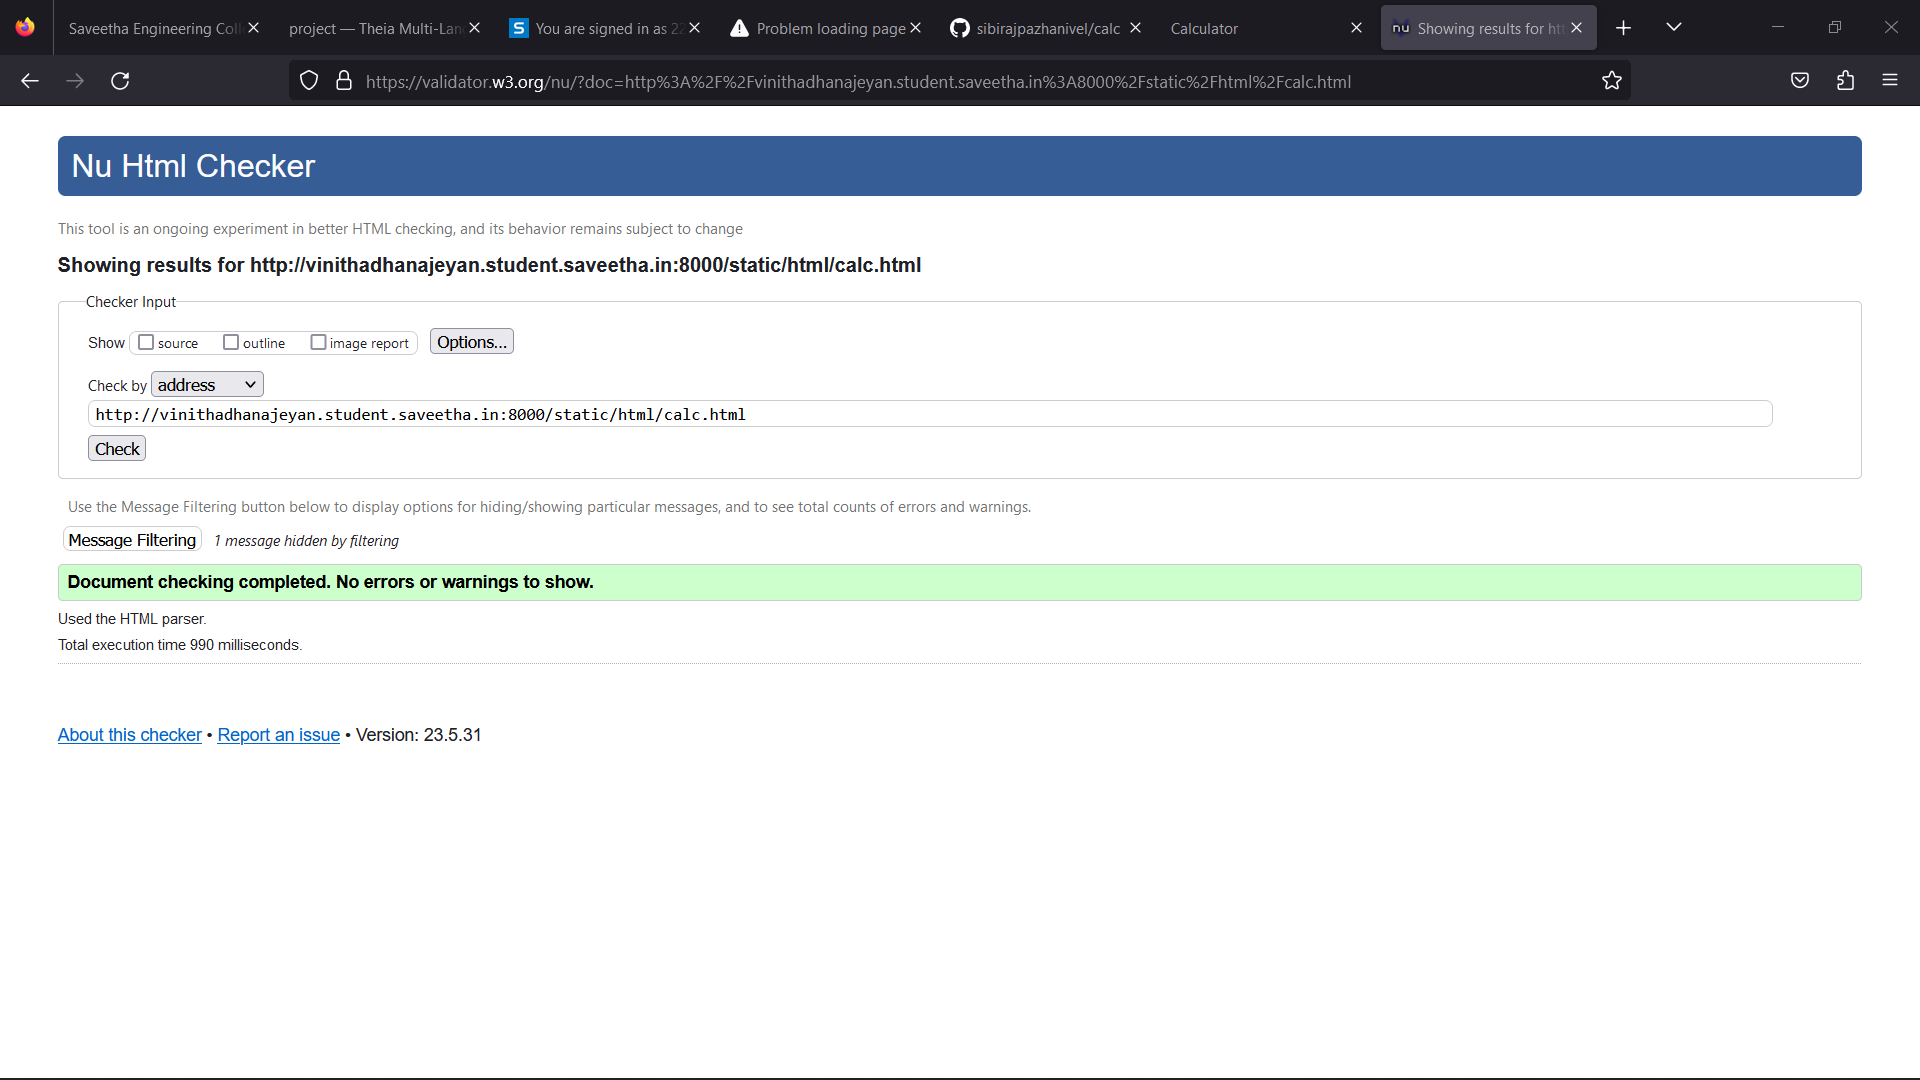 Saveetha Engineering Coll
project — Theia Multi-Lan
S You are signed in as 22
Problem loading page
sibirajpazhanivel/calc
Calculator
nu Showing results for htt
https://validator.w3.org/nu/?doc=http%3A%2F%2Fvinithadhanajeyan.student.saveetha.in%3A8000%2Fstatic%2Fhtml%2Fcalc.html
Nu Html Checker
This tool is an ongoing experiment in better HTML checking, and its behavior remains subject to change
Showing results for http://vinithadhanajeyan.student.saveetha.in:8000/static/html/calc.html
Checker Input
Show source outline image report Options...
Check by address
http://vinithadhanajeyan.student.saveetha.in:8000/static/html/calc.html
Check
Use the Message Filtering button below to display options for hiding/showing particular messages, and to see total counts of errors and warnings.
Message Filtering 1 message hidden by filtering
Document checking completed. No errors or warnings to show.
Used the HTML parser.
Total execution time 990 milliseconds.
About this checker • Report an issue • Version: 23.5.31